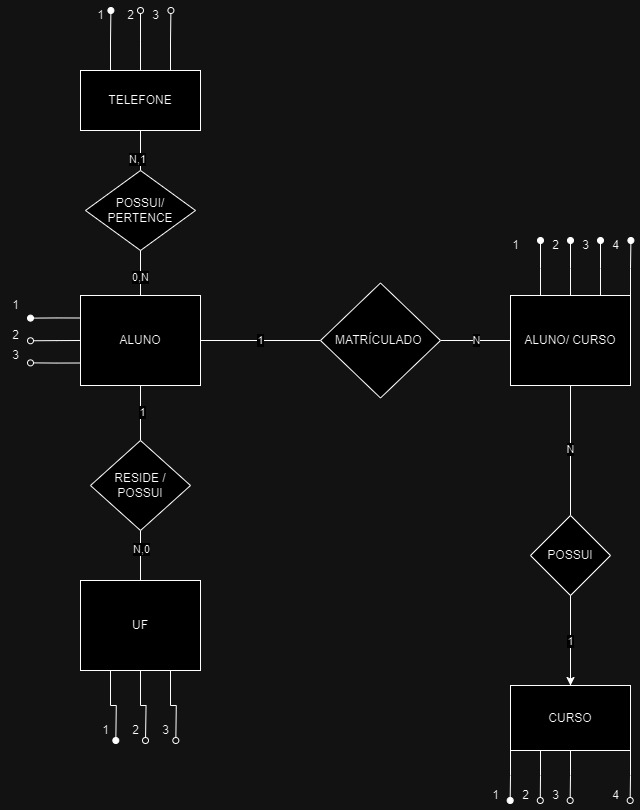 1 2 3
TELEFONE
N,1
POSSUI/
PERTENCE
0,N
1
2
3
ALUNO
1
MATRÍCULADO
N
1 2 3 4
ALUNO/ CURSO
1
RESIDE /
POSSUI
N,0
UF
1 2 3
N
POSSUI
1
CURSO
1 2 3 4